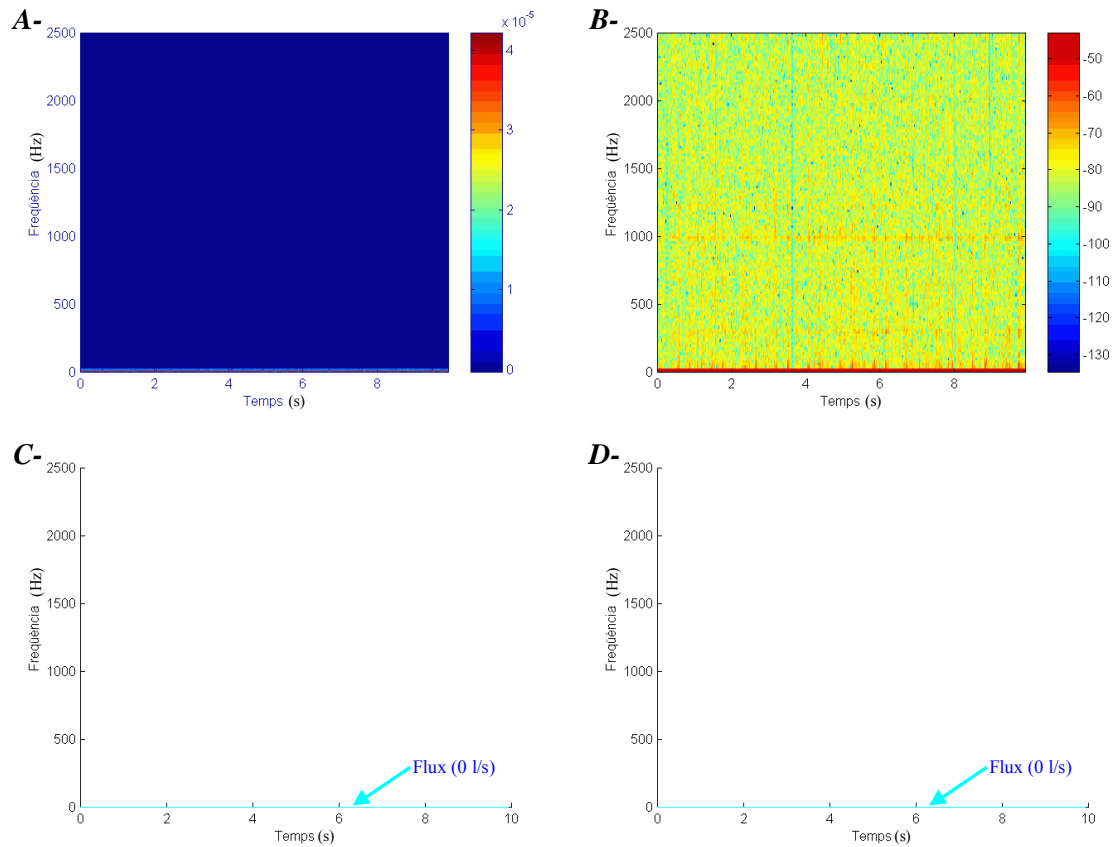 A-
x 10⁻⁵
2500
2000
1500
1000
500
0
Freqüència (Hz)
0 2 4 6 8
Temps (s)
4
3
2
1
0
B-
2500
2000
1500
1000
500
0
Freqüència (Hz)
0 2 4 6 8
Temps (s)
-50
-60
-70
-80
-90
-100
-110
-120
-130
C-
2500
2000
1500
1000
500
0
Freqüència (Hz)
Flux (0 l/s)
0 2 4 6 8 10
Temps (s)
D-
2500
2000
1500
1000
500
0
Freqüència (Hz)
Flux (0 l/s)
0 2 4 6 8 10
Temps (s)